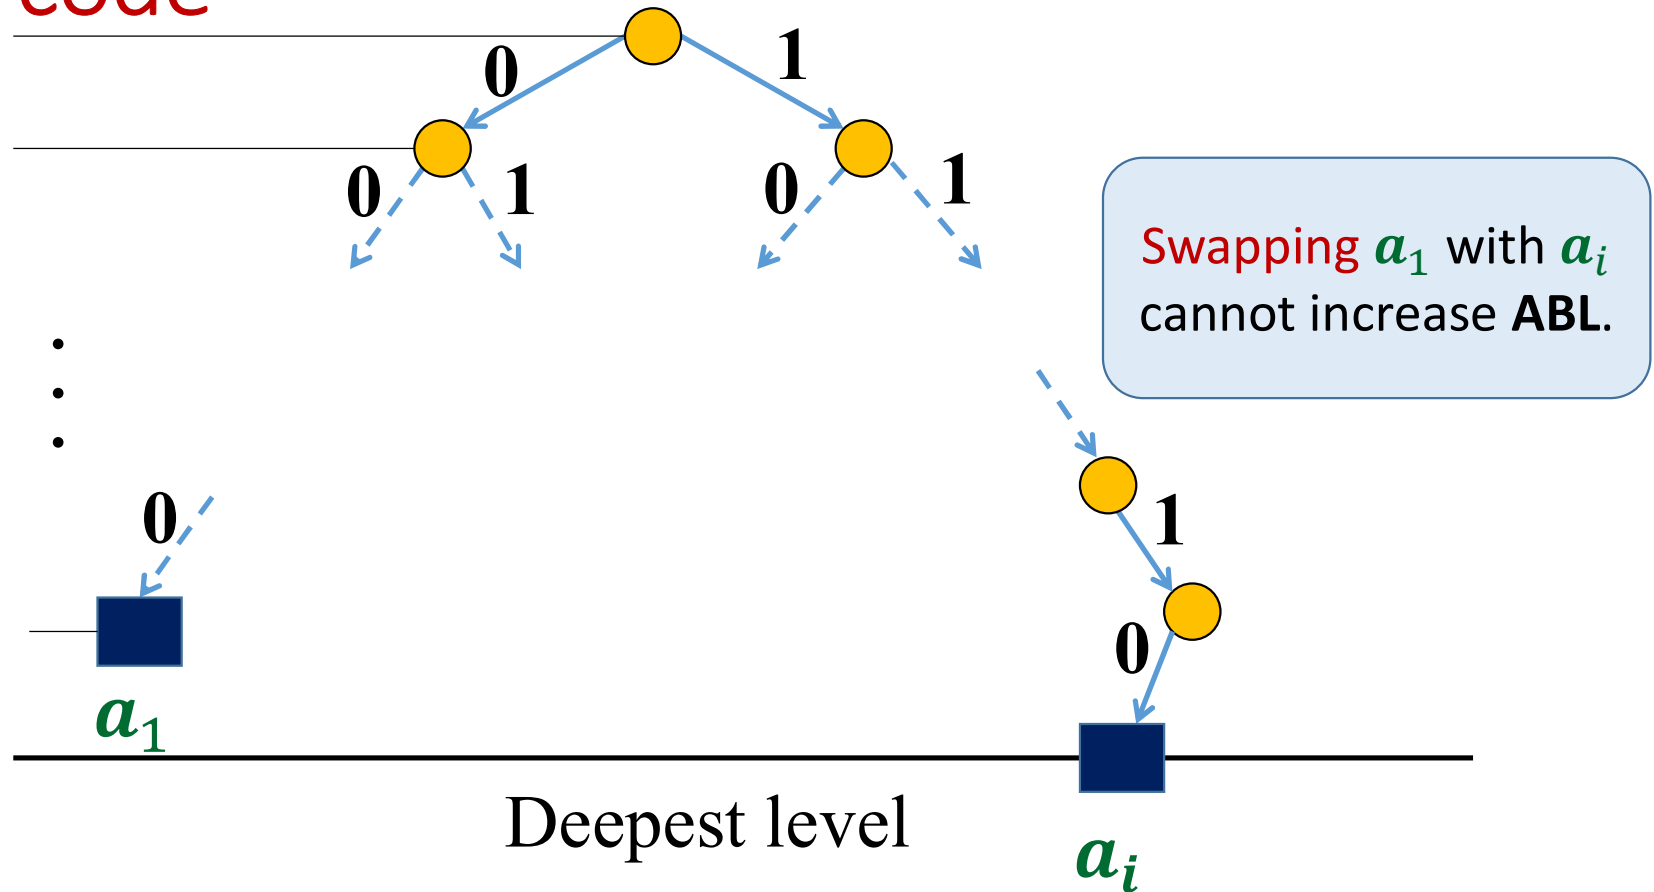 code
0 1
0 1 0 1
Swapping a₁ with aᵢ
cannot increase ABL.
0 1
0
a₁
Deepest level
aᵢ